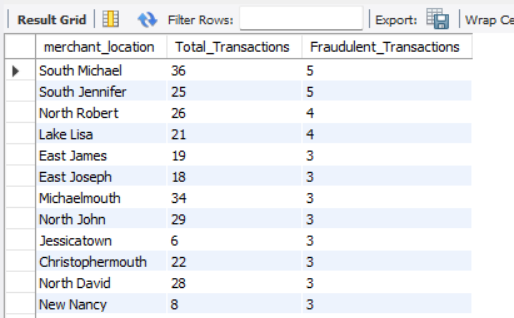 Result Grid Filter Rows: Export: Wrap Ce
merchant_location Total_Transactions Fraudulent_Transactions
South Michael 36 5
South Jennifer 25 5
North Robert 26 4
Lake Lisa 21 4
East James 19 3
East Joseph 18 3
Michaelmouth 34 3
North John 29 3
Jessicatown 6 3
Christophermouth 22 3
North David 28 3
New Nancy 8 3